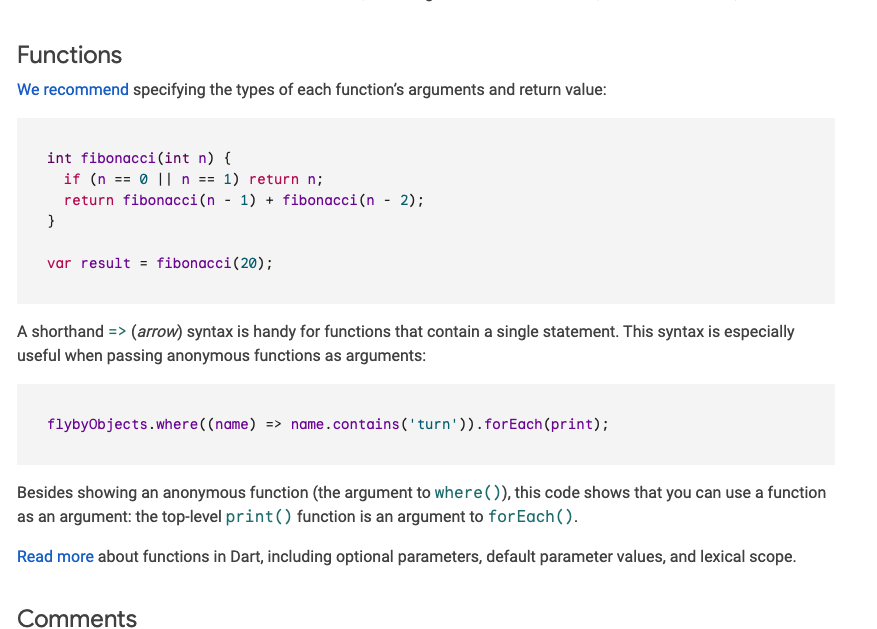 Functions
We recommend specifying the types of each function’s arguments and return value:
int fibonacci(int n) {
  if (n == 0 || n == 1) return n;
  return fibonacci(n - 1) + fibonacci(n - 2);
}
var result = fibonacci(20);
A shorthand => (arrow) syntax is handy for functions that contain a single statement. This syntax is especially
useful when passing anonymous functions as arguments:
flybyObjects.where((name) => name.contains('turn')).forEach(print);
Besides showing an anonymous function (the argument to where()), this code shows that you can use a function
as an argument: the top-level print() function is an argument to forEach().
Read more about functions in Dart, including optional parameters, default parameter values, and lexical scope.
Comments